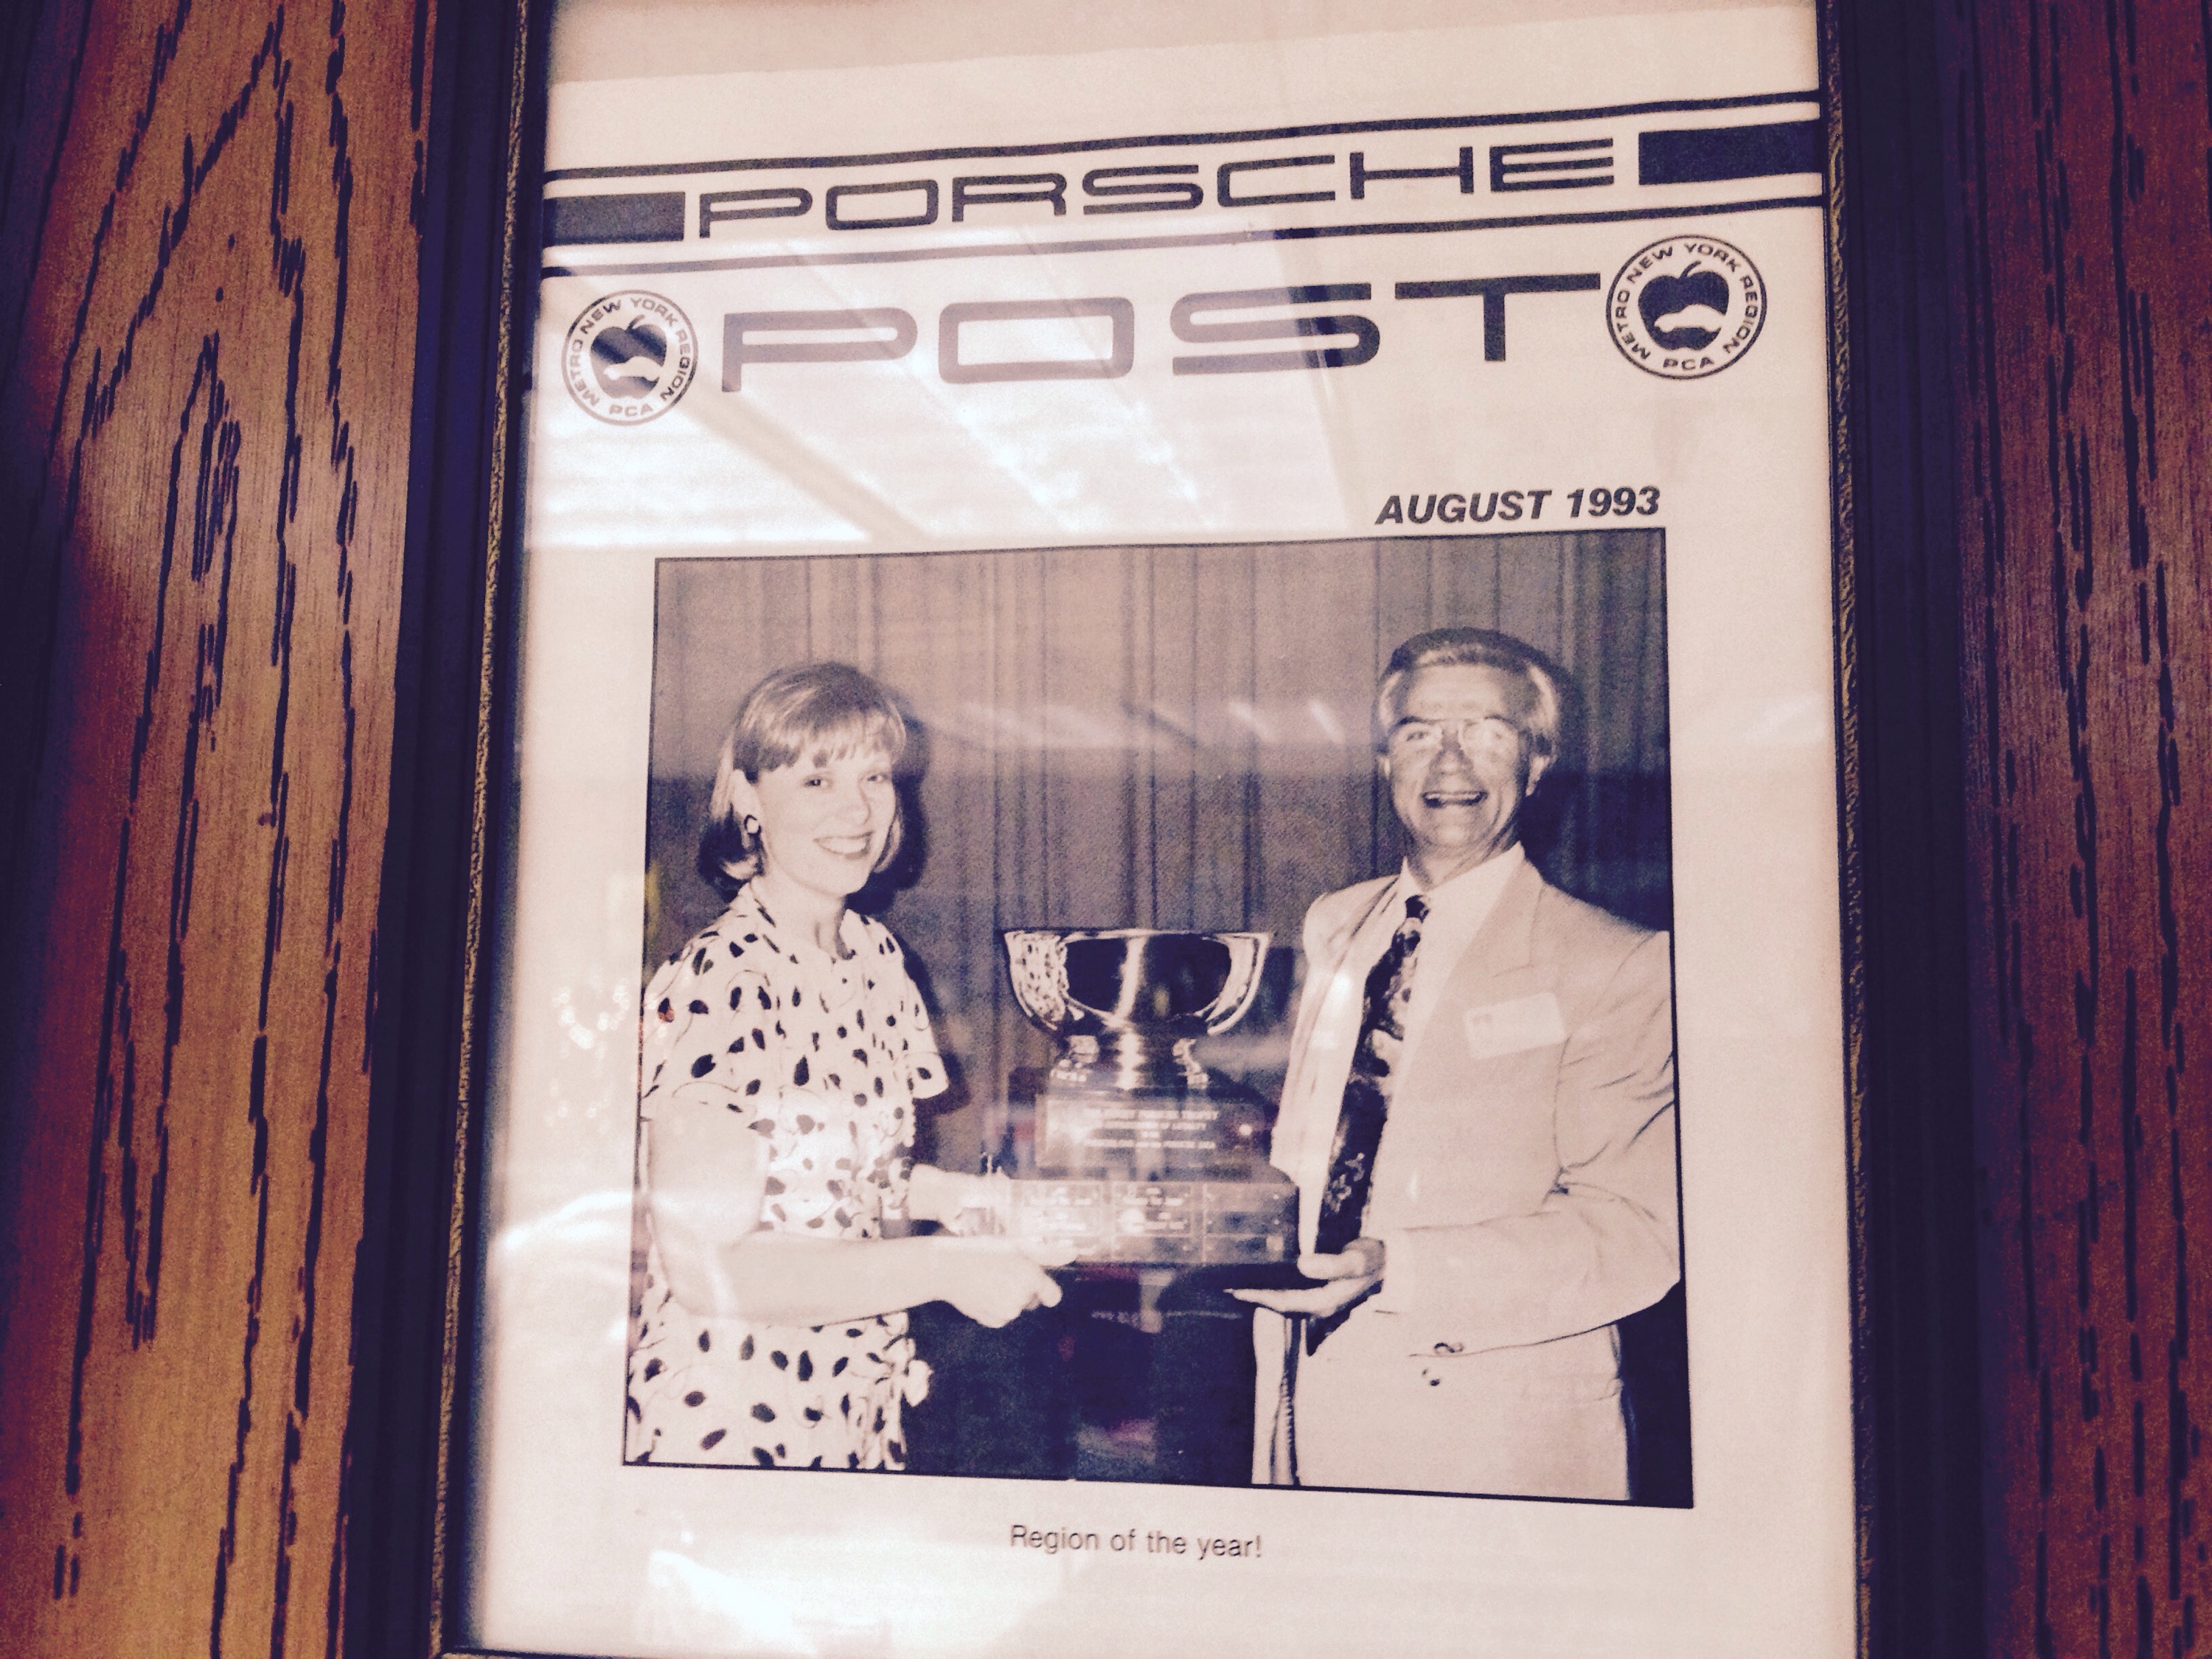 PORSCHE
POST
METRO NEW YORK REGION
PCA
METRO NEW YORK REGION
PCA
AUGUST 1993
Region of the year!